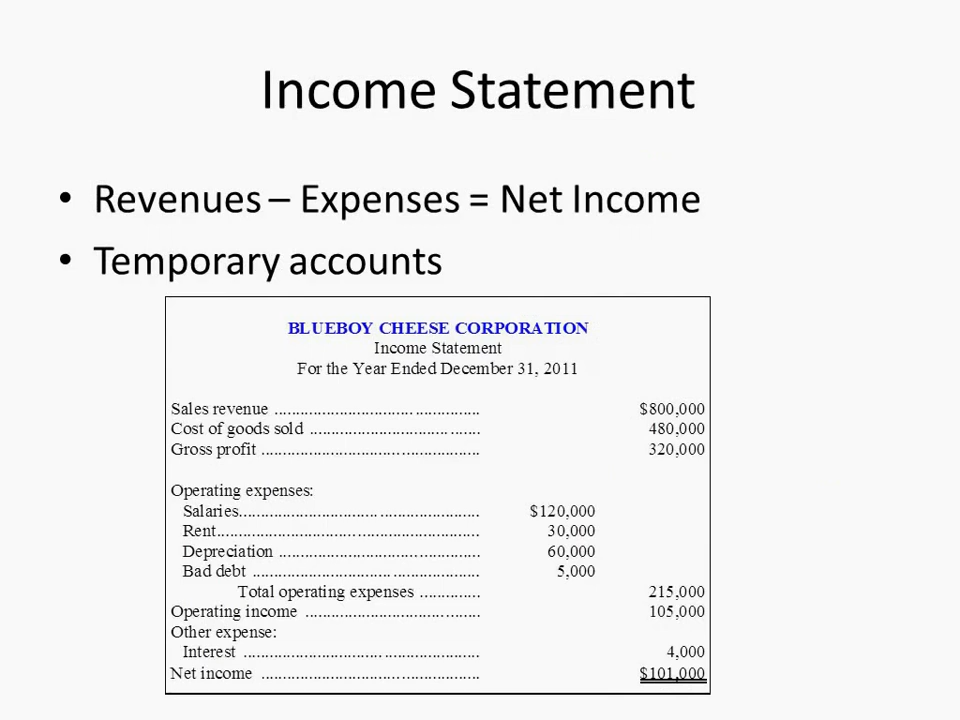 Income Statement
• Revenues – Expenses = Net Income
• Temporary accounts
BLUEBOY CHEESE CORPORATION
Income Statement
For the Year Ended December 31, 2011
Sales revenue ................................................ $800,000
Cost of goods sold ........................................ 480,000
Gross profit ................................................... 320,000
Operating expenses:
Salaries........................................................ $120,000
Rent............................................................. 30,000
Depreciation ............................................... 60,000
Bad debt ..................................................... 5,000
Total operating expenses .............. 215,000
Operating income ......................................... 105,000
Other expense:
Interest ....................................................... 4,000
Net income ................................................... $101,000